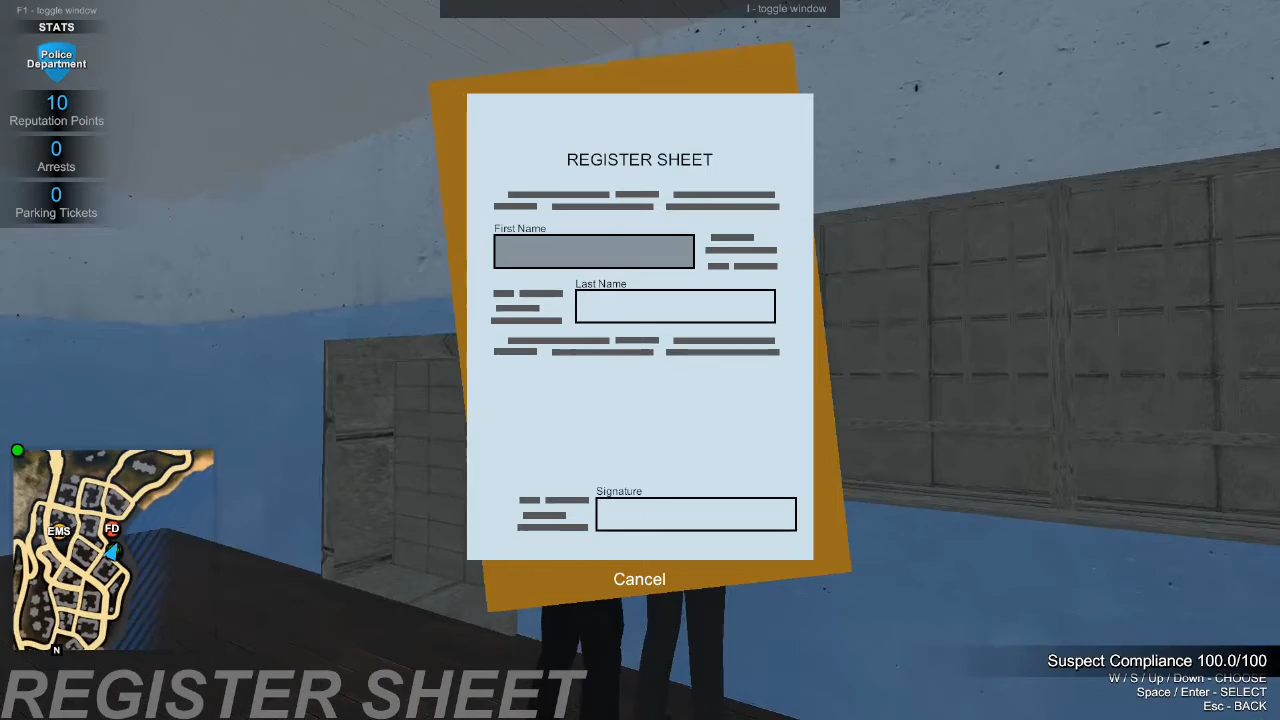 F1 - toggle window
I - toggle window
STATS
Police
Department
10
Reputation Points
0
Arrests
0
Parking Tickets
REGISTER SHEET
First Name
Last Name
Signature
Cancel
EMS
FD
N
Suspect Compliance 100.0/100
W / S / Up / Down - CHOOSE
Space / Enter - SELECT
Esc - BACK
REGISTER SHEET